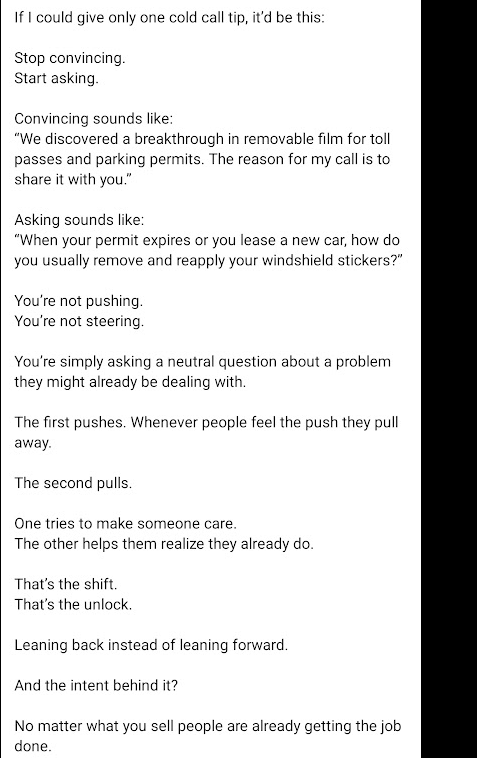 If I could give only one cold call tip, it’d be this:
Stop convincing.
Start asking.
Convincing sounds like:
“We discovered a breakthrough in removable film for toll
passes and parking permits. The reason for my call is to
share it with you.”
Asking sounds like:
“When your permit expires or you lease a new car, how do
you usually remove and reapply your windshield stickers?”
You’re not pushing.
You’re not steering.
You’re simply asking a neutral question about a problem
they might already be dealing with.
The first pushes. Whenever people feel the push they pull
away.
The second pulls.
One tries to make someone care.
The other helps them realize they already do.
That’s the shift.
That’s the unlock.
Leaning back instead of leaning forward.
And the intent behind it?
No matter what you sell people are already getting the job
done.